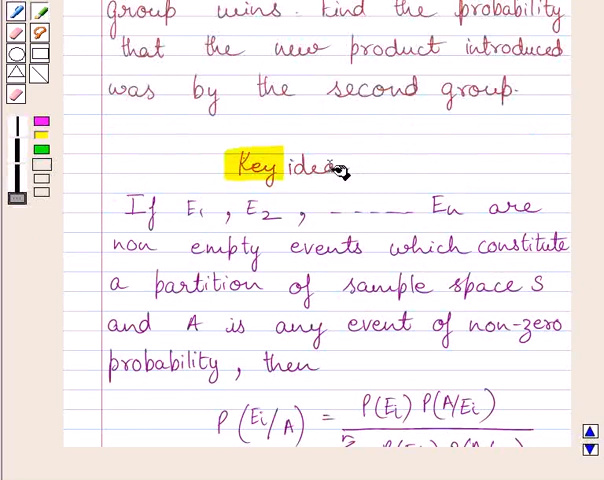 group wins. Find the probability
that the new product introduced
was by the second group.
Key idea
If E₁, E₂, ------ En are
non empty events which constitute
a partition of sample space S
and A is any event of non-zero
probability, then
P(Ei/A) = P(Ei) P(A/Ei)